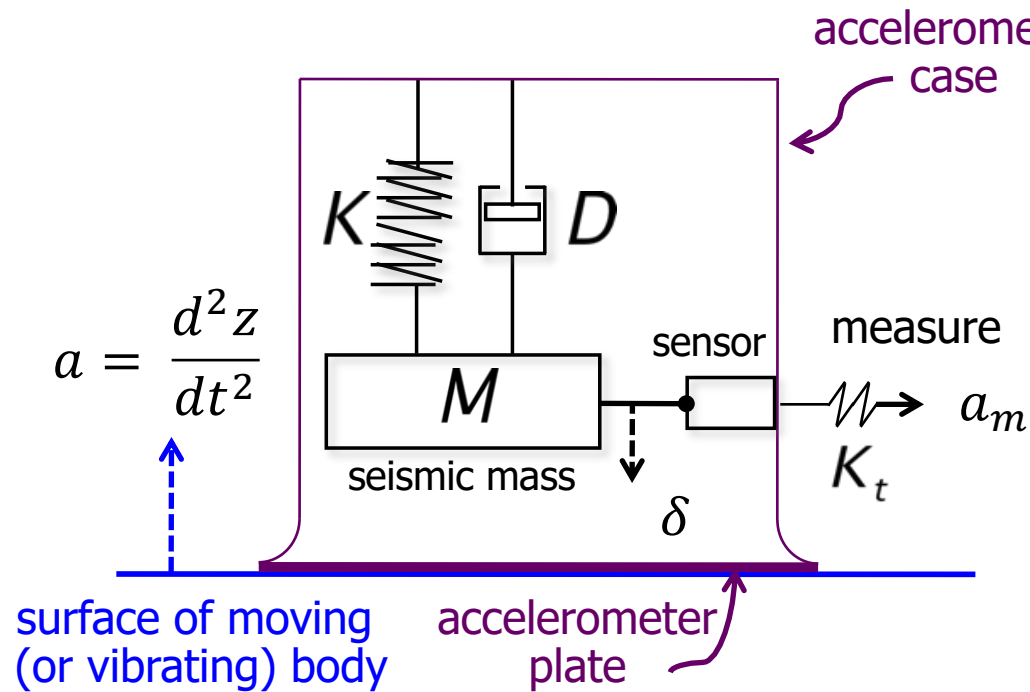 accelerome
case
K
D
a = d²z/dt²
sensor
measure
M
a_m
seismic mass
K_t
δ
surface of moving
(or vibrating) body
accelerometer
plate